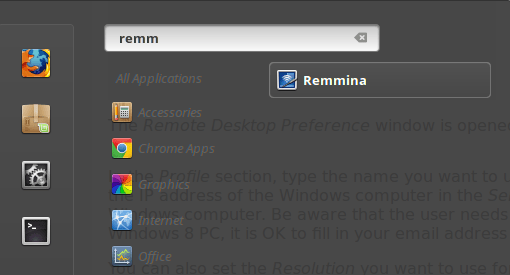 remm
All Applications
Remmina
Accessories
The Remote Desktop Preference window is opene
Chrome Apps
Profile section, type the name you want to u
Graphics
the IP address of the Windows computer in the Se
Internet
computer. Be aware that the user needs
Windows 8 PC, it is OK to fill in your email address
Office
can also set the Resolution you want to use fo